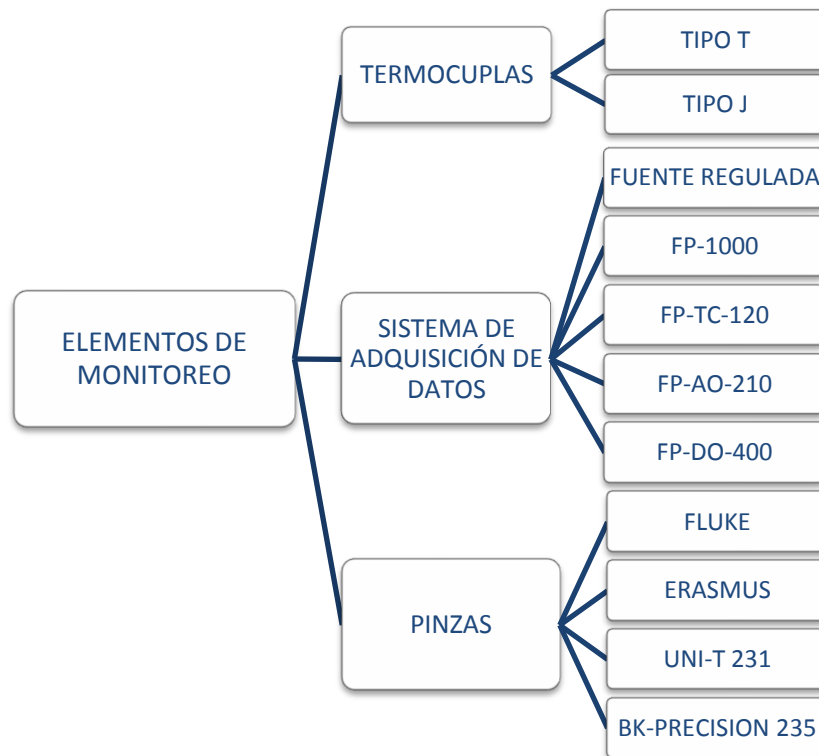 ELEMENTOS DE
MONITOREO
TERMOCUPLAS
TIPO T
TIPO J
SISTEMA DE
ADQUISICIÓN DE
DATOS
FUENTE REGULADA
FP-1000
FP-TC-120
FP-AO-210
FP-DO-400
PINZAS
FLUKE
ERASMUS
UNI-T 231
BK-PRECISION 235